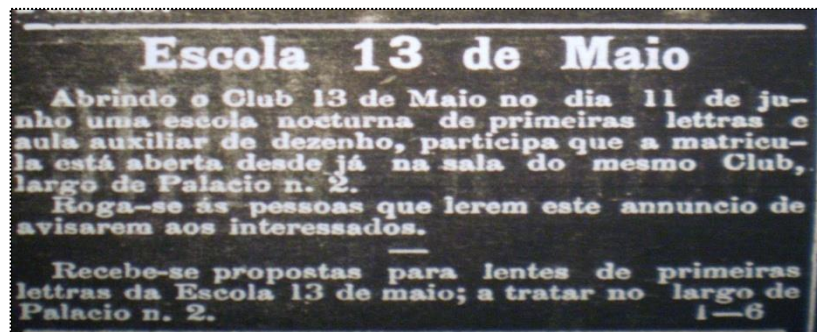 Escola 13 de Maio
Abrindo o Club 13 de Maio no dia 11 de ju-
nho uma escola nocturna de primeiras lettras e
aula auxiliar de dezenho, participa que a matricu-
la está aberta desde já na sala do mesmo Club,
largo de Palacio n. 2.
Roga-se ás pessoas que lerem este annuncio de
avisarem aos interessados.
Recebe-se propostas para lentes de primeiras
lettras da Escola 13 de maio; a tratar no largo de
Palacio n. 2. 1—6